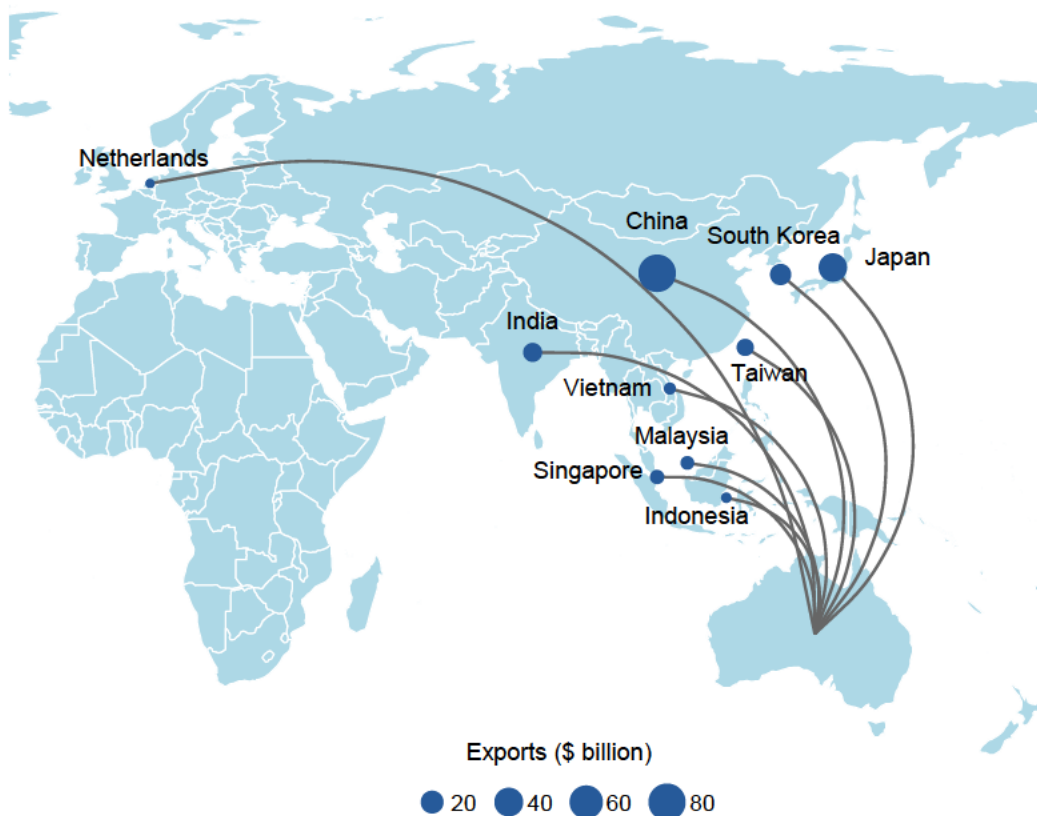 Netherlands
China
South Korea
Japan
India
Taiwan
Vietnam
Malaysia
Singapore
Indonesia
Exports ($ billion)
20 40 60 80